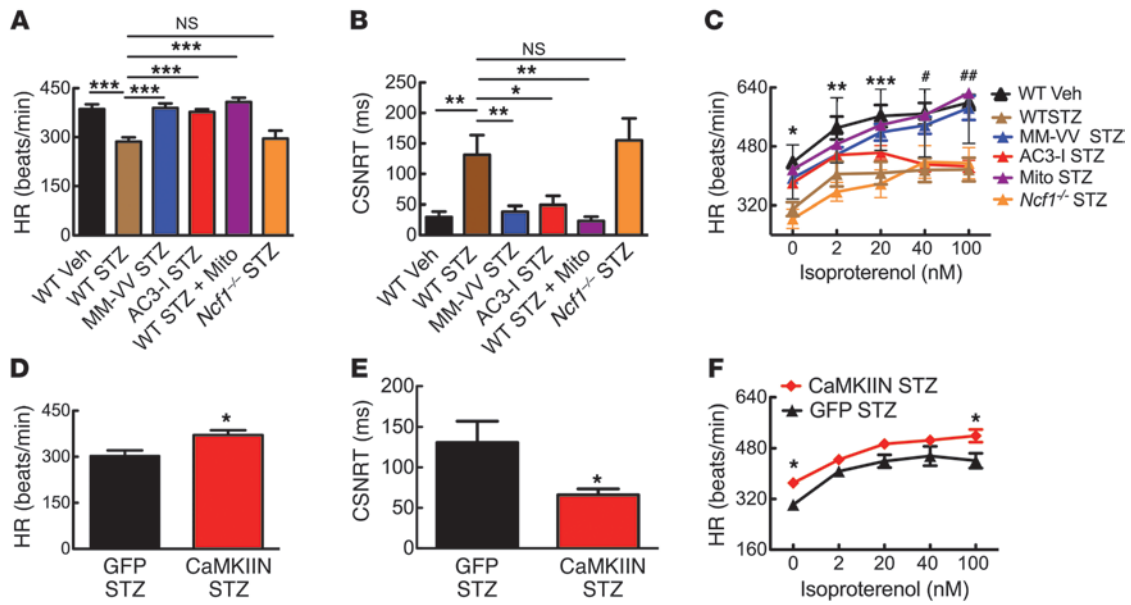 A
NS
***
***
*** ***
HR (beats/min)
450
300
150
0
WT Veh
WT STZ
MM-VV STZ
AC3-I STZ
WT STZ + Mito
Ncf1-/- STZ
B
NS
**
*
** **
CSNRT (ms)
250
200
150
100
50
0
WT Veh
WT STZ
MM-VV STZ
AC3-I STZ
WT STZ + Mito
Ncf1-/- STZ
C
HR (beats/min)
640
480
320
* ** *** # ##
0 2 20 40 100
Isoproterenol (nM)
WT Veh
WTSTZ
MM-VV STZ
AC3-I STZ
Mito STZ
Ncf1-/- STZ
D
HR (beats/min)
450
300
150
0
*
GFP
STZ
CaMKIIN
STZ
E
CSNRT (ms)
150
100
50
0
*
GFP
STZ
CaMKIIN
STZ
F
CaMKIIN STZ
GFP STZ
HR (beats/min)
640
480
320
160
* *
0 2 20 40 100
Isoproterenol (nM)